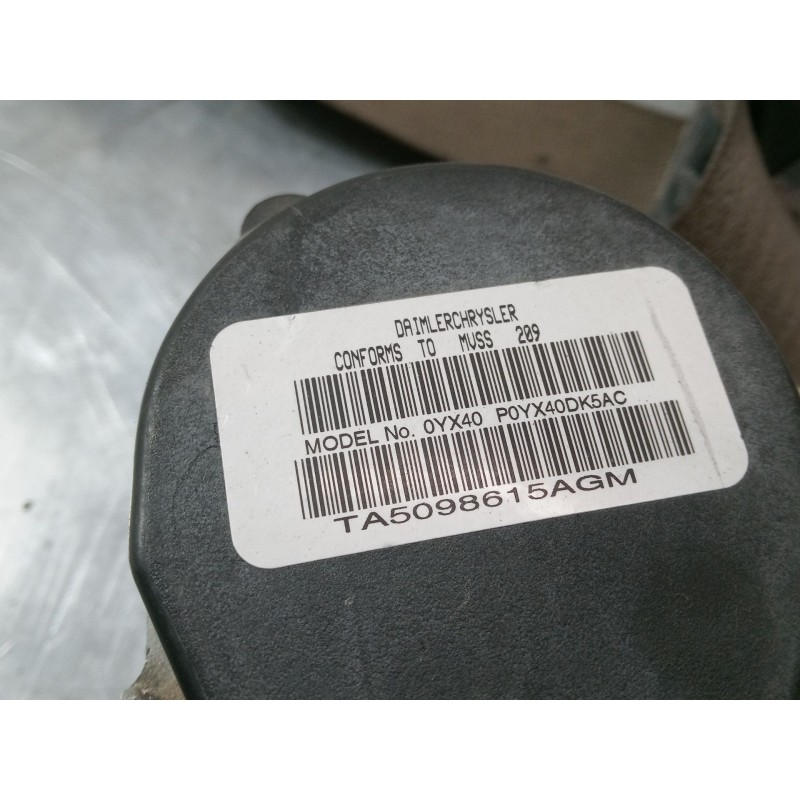 DAIMLERCHRYSLER
CONFORMS TO MVSS 209
MODEL No. 0YX40 P0YX40DK5AC
TA5098615AGM